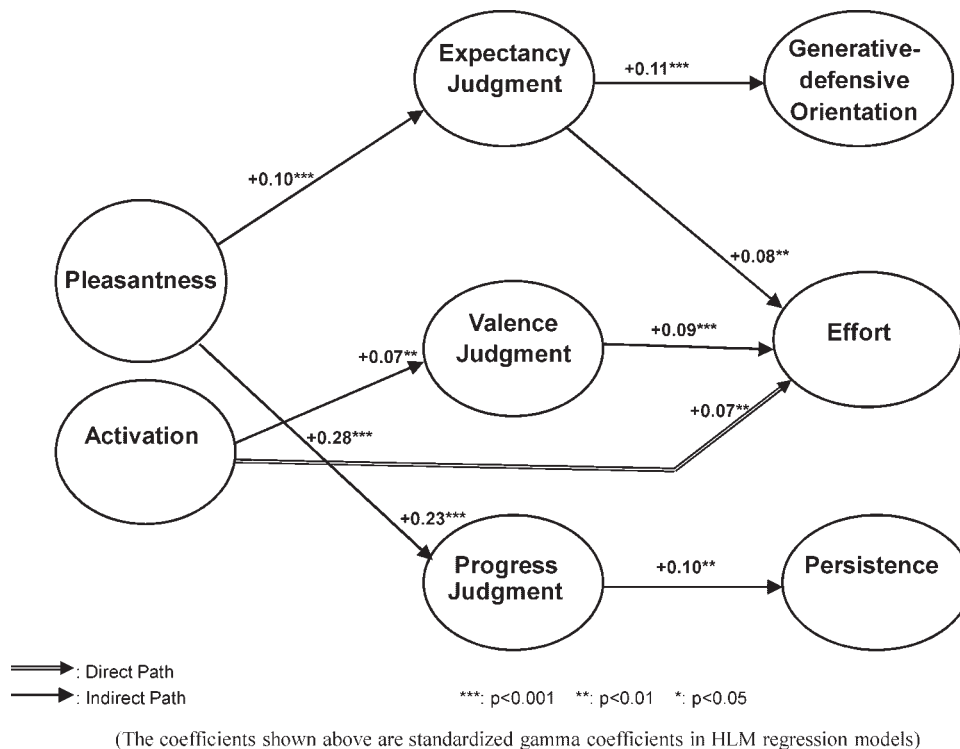 Expectancy
Judgment
+0.11***
Generative-
defensive
Orientation
+0.10***
Pleasantness
+0.08**
Valence
Judgment
+0.09***
Effort
+0.07**
Activation
+0.07**
+0.28***
+0.23***
Progress
Judgment
+0.10**
Persistence
: Direct Path
: Indirect Path
***: p<0.001 **: p<0.01 *: p<0.05
(The coefficients shown above are standardized gamma coefficients in HLM regression models)